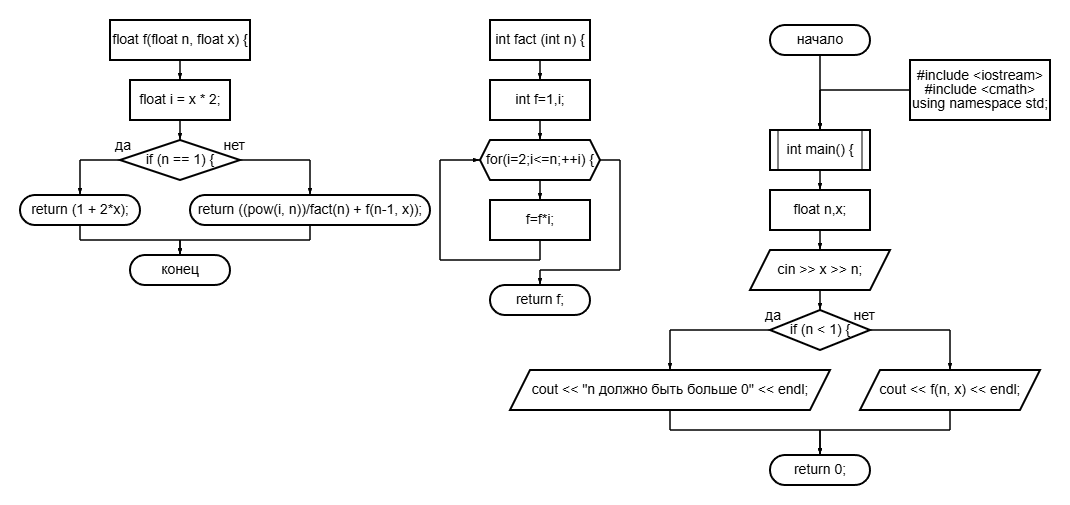 float f(float n, float x) {
float i = x * 2;
да
if (n == 1) {
нет
return (1 + 2*x);
return ((pow(i, n))/fact(n) + f(n-1, x));
конец
int fact (int n) {
int f=1,i;
for(i=2;i<=n;++i) {
f=f*i;
return f;
начало
#include <iostream>
#include <cmath>
using namespace std;
int main() {
float n,x;
cin >> x >> n;
да
if (n < 1) {
нет
cout << "n должно быть больше 0" << endl;
cout << f(n, x) << endl;
return 0;